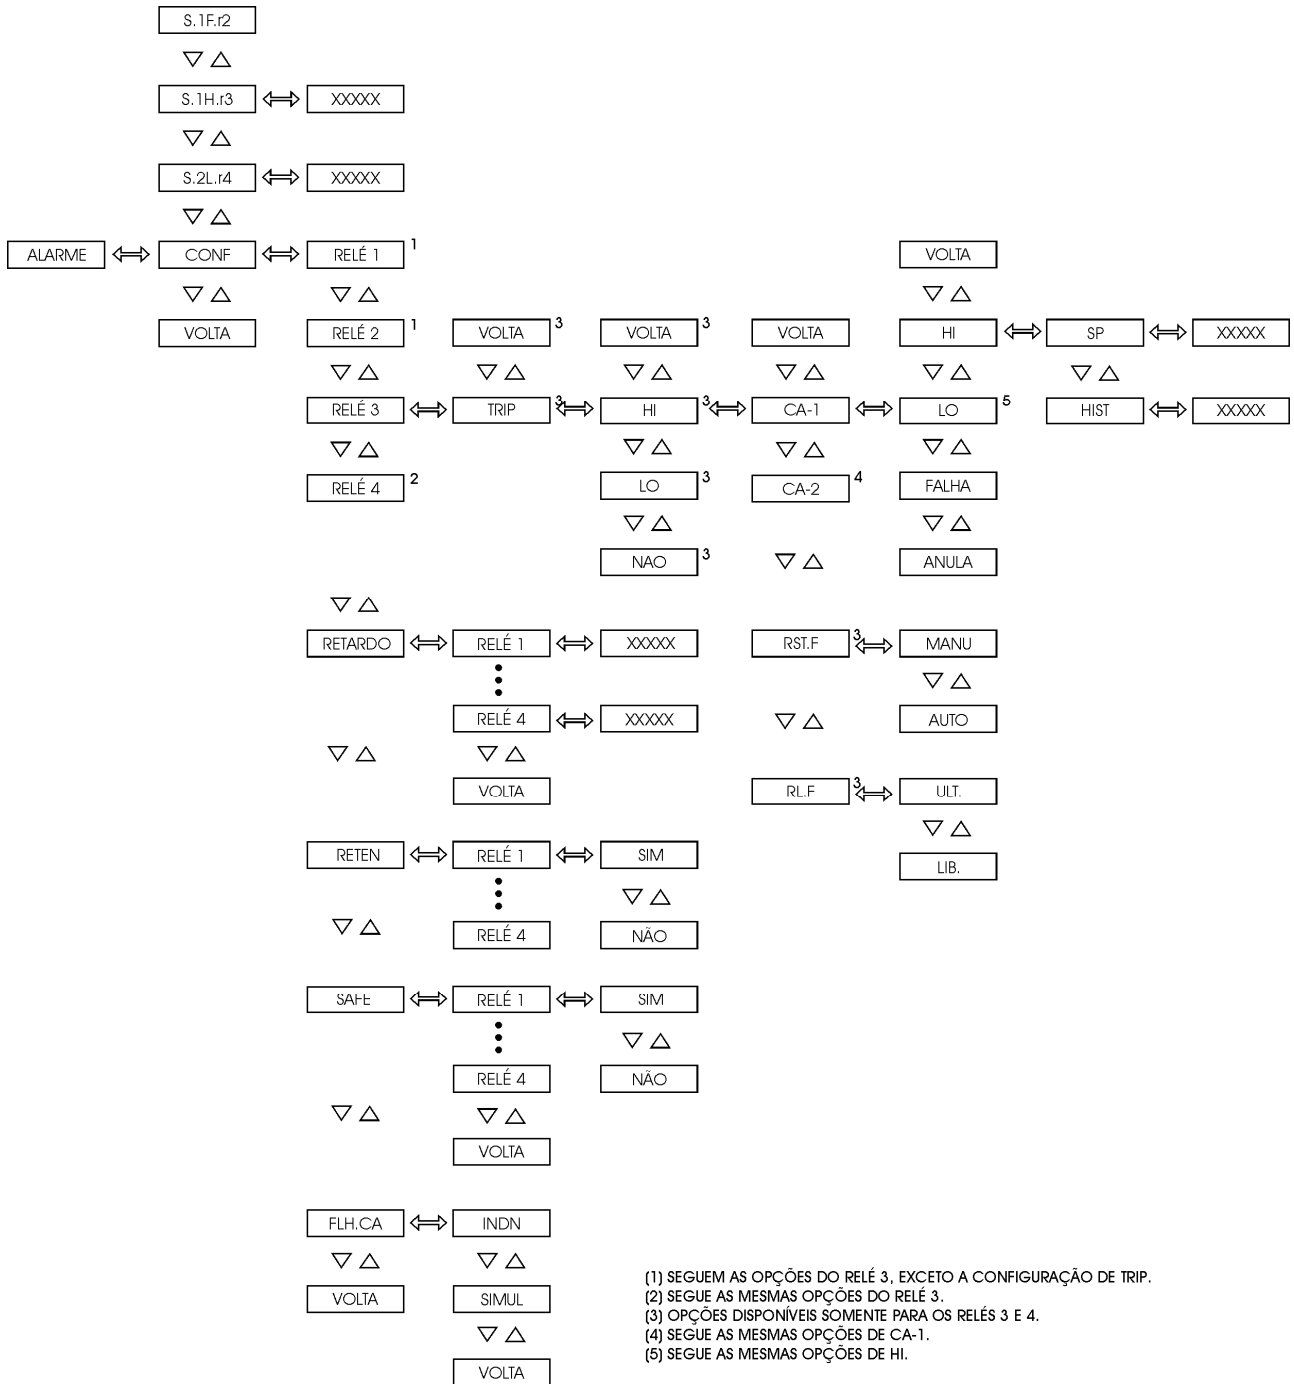 S.1F.r2
S.1H.r3 XXXXX
S.2L.r4 XXXXX
ALARME CONF RELÉ 1 1 VOLTA
VOLTA RELÉ 2 1 VOLTA 3 VOLTA 3 VOLTA HI SP XXXXX
RELÉ 3 TRIP 3 HI 3 CA-1 LO 5 HIST XXXXX
RELÉ 4 2 LO 3 CA-2 4 FALHA
NAO 3 ANULA
RETARDO RELÉ 1 XXXXX RST.F 3 MANU
RELÉ 4 XXXXX AUTO
VOLTA RL.F 3 ULT.
RETEN RELÉ 1 SIM LIB.
RELÉ 4 NÃO
SAFE RELÉ 1 SIM
RELÉ 4 NÃO
VOLTA
FLH.CA INDN
VOLTA SIMUL
VOLTA
(1) SEGUEM AS OPÇÕES DO RELÉ 3, EXCETO A CONFIGURAÇÃO DE TRIP.
(2) SEGUE AS MESMAS OPÇÕES DO RELÉ 3.
(3) OPÇÕES DISPONÍVEIS SOMENTE PARA OS RELÉS 3 E 4.
(4) SEGUE AS MESMAS OPÇÕES DE CA-1.
(5) SEGUE AS MESMAS OPÇÕES DE HI.